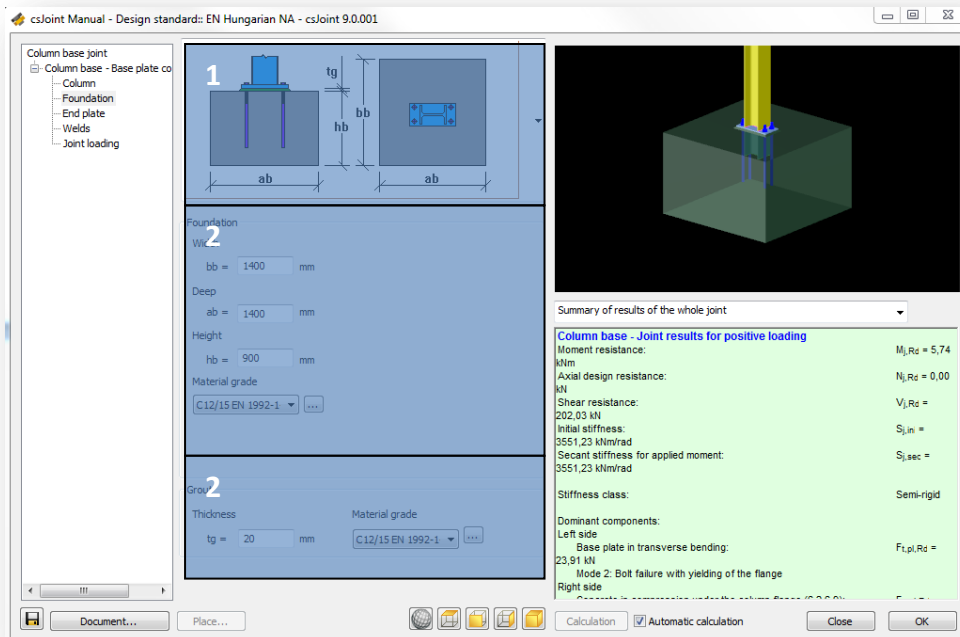 csJoint Manual - Design standard:: EN Hungarian NA - csJoint 9.0.001
Column base joint
Column base - Base plate co
Column
Foundation
End plate
Welds
Joint loading
1
tg
bb
hb
ab
ab
Foundation
2
bb = 1400 mm
Deep
ab = 1400 mm
Height
hb = 900 mm
Material grade
C12/15 EN 1992-1 ...
2
Thickness Material grade
tg = 20 mm C12/15 EN 1992-1 ...
Summary of results of the whole joint
Column base - Joint results for positive loading
Moment resistance: Mj,Rd = 5,74
kNm
Axial design resistance: Nj,Rd = 0,00
kN
Shear resistance: Vj,Rd =
202,03 kN
Initial stiffness: Sj,ini =
3551,23 kNm/rad
Secant stiffness for applied moment: Sj,sec =
3551,23 kNm/rad
Stiffness class: Semi-rigid
Dominant components:
Left side
Base plate in transverse bending: Ft,pl,Rd =
23,91 kN
Mode 2: Bolt failure with yielding of the flange
Right side
Document... Place... Calculation Automatic calculation Close OK